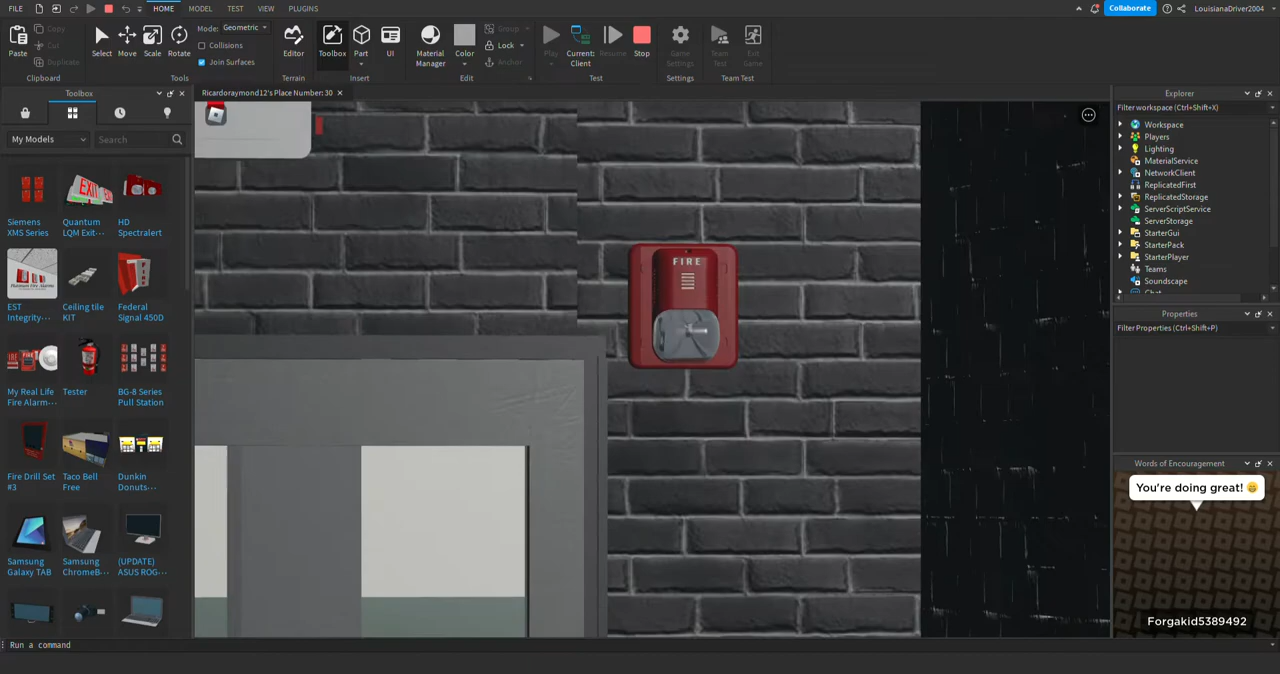 FILE HOME MODEL TEST VIEW PLUGINS Collaborate LouisianaDriver2004
Paste Copy Cut Duplicate Clipboard
Select Move Scale Rotate Mode: Geometric Collisions Join Surfaces Tools
Editor Terrain
Toolbox Part UI Insert
Material Manager Color Group Lock Anchor Edit
Play Current: Client Resume Stop Test
Game Settings Settings
Team Test Exit Game Team Test
Toolbox
Ricardoraymond12's Place Number: 30
My Models Search
Siemens XMS Series
Quantum LQM Exit-...
HD Spectralert
EST Integrity-...
Ceiling tile KIT
Federal Signal 450D
My Real Life Fire Alarm-...
Tester
BG-8 Series Pull Station
Fire Drill Set #3
Taco Bell Free
Dunkin Donuts-...
Samsung Galaxy TAB
Samsung ChromeB...
(UPDATE) ASUS ROG-...
EXIT
FIRE
Explorer
Filter workspace (Ctrl+Shift+X)
Workspace
Players
Lighting
MaterialService
NetworkClient
ReplicatedFirst
ReplicatedStorage
ServerScriptService
ServerStorage
StarterGui
StarterPack
StarterPlayer
Teams
Soundscape
Chat
Properties
Filter Properties (Ctrl+Shift+P)
Words of Encouragement
You're doing great! 😄
Forgakid5389492
Run a command